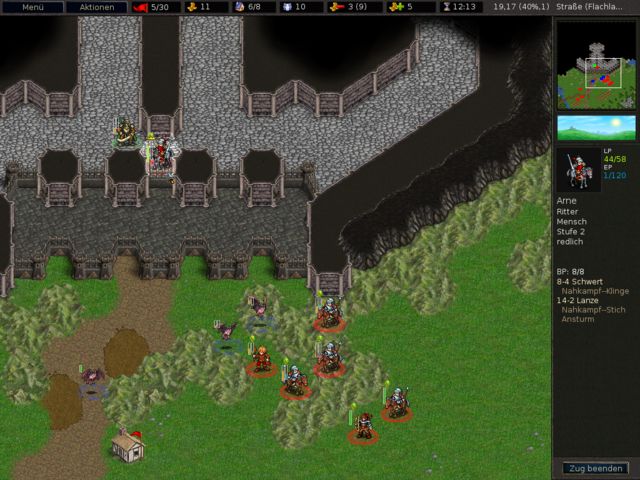 Menü
Aktionen
5/30
11
6/8
10
3 (9)
5
12:13
19,17 (40%,1)
Straße (Flachla...
LP
44/58
EP
1/120
Arne
Ritter
Mensch
Stufe 2
redlich
BP: 8/8
8-4 Schwert
Nahkampf--Klinge
14-2 Lanze
Nahkampf--Stich
Ansturm
Zug beenden